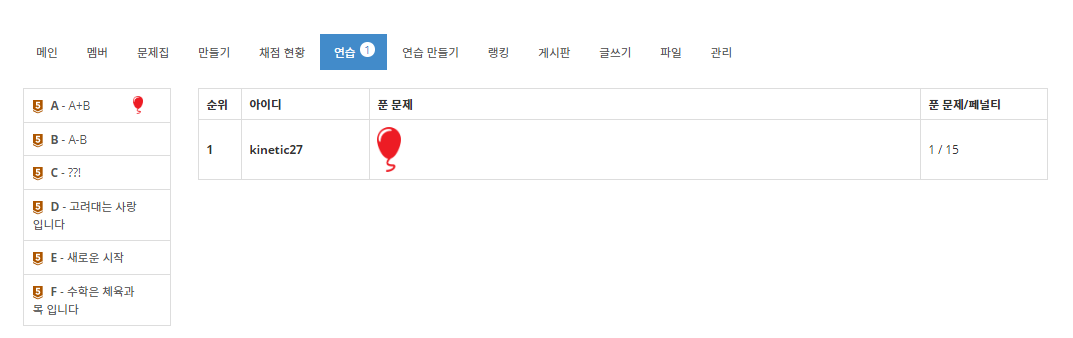 메인 멤버 문제집 만들기 채점 현황 연습 1 연습 만들기 랭킹 게시판 글쓰기 파일 관리
5 A - A+B
5 B - A-B
5 C - ??!
5 D - 고려대는 사랑
입니다
5 E - 새로운 시작
5 F - 수학은 체육과
목 입니다
순위 아이디 푼 문제 푼 문제/페널티
1 kinetic27 1 / 15